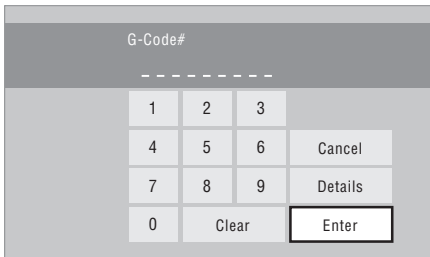 G-Code#
_ _ _ _ _ _ _ _ _
1 2 3
4 5 6 Cancel
7 8 9 Details
0 Clear Enter